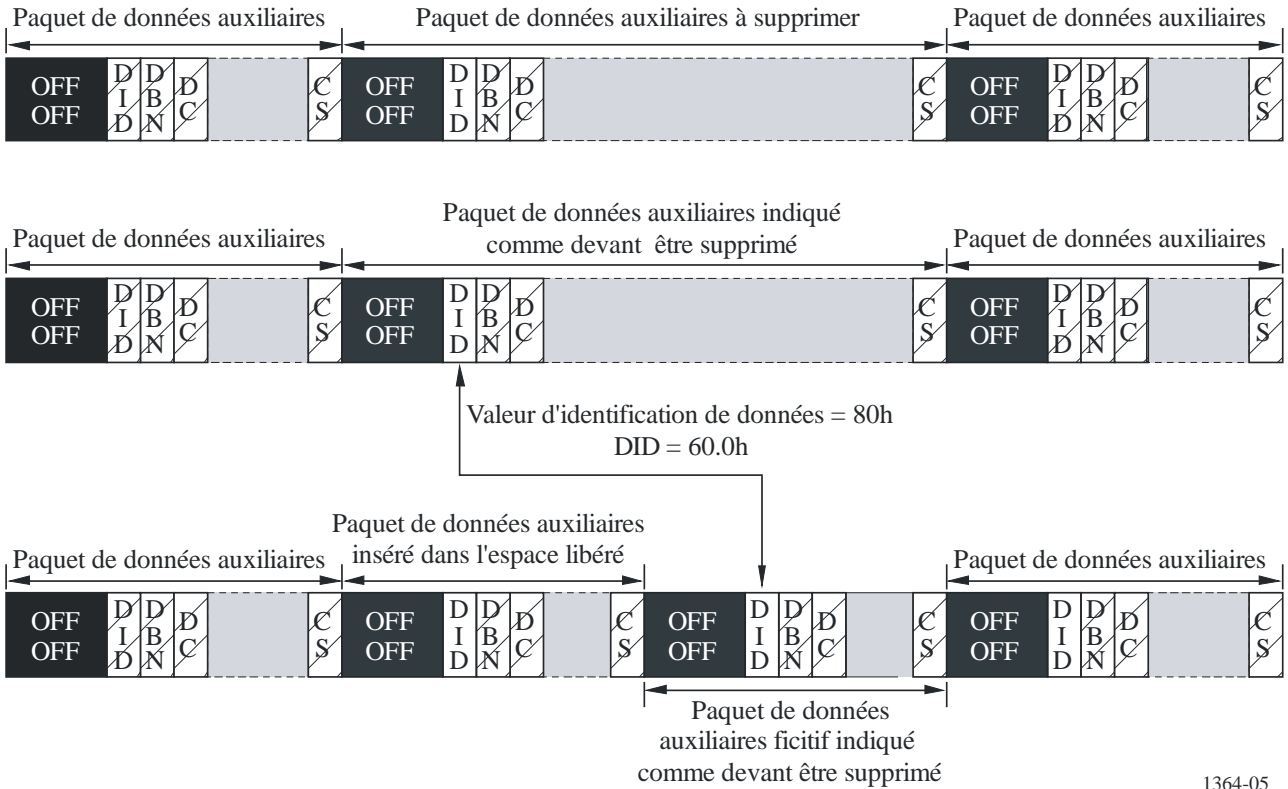 Paquet de données auxiliaires Paquet de données auxiliaires à supprimer Paquet de données auxiliaires
OFF OFF DID DBN DC CS OFF OFF DID DBN DC CS OFF OFF DID DBN DC CS
Paquet de données auxiliaires Paquet de données auxiliaires indiqué comme devant être supprimé Paquet de données auxiliaires
OFF OFF DID DBN DC CS OFF OFF DID DBN DC CS OFF OFF DID DBN DC CS
Valeur d'identification de données = 80h
DID = 60.0h
Paquet de données auxiliaires Paquet de données auxiliaires inséré dans l'espace libéré Paquet de données auxiliaires
OFF OFF DID DBN DC CS OFF OFF DID DBN DC CS OFF OFF DID DBN DC CS OFF OFF DID DBN DC CS
Paquet de données
auxiliaires ficitif indiqué
comme devant être supprimé
1364-05